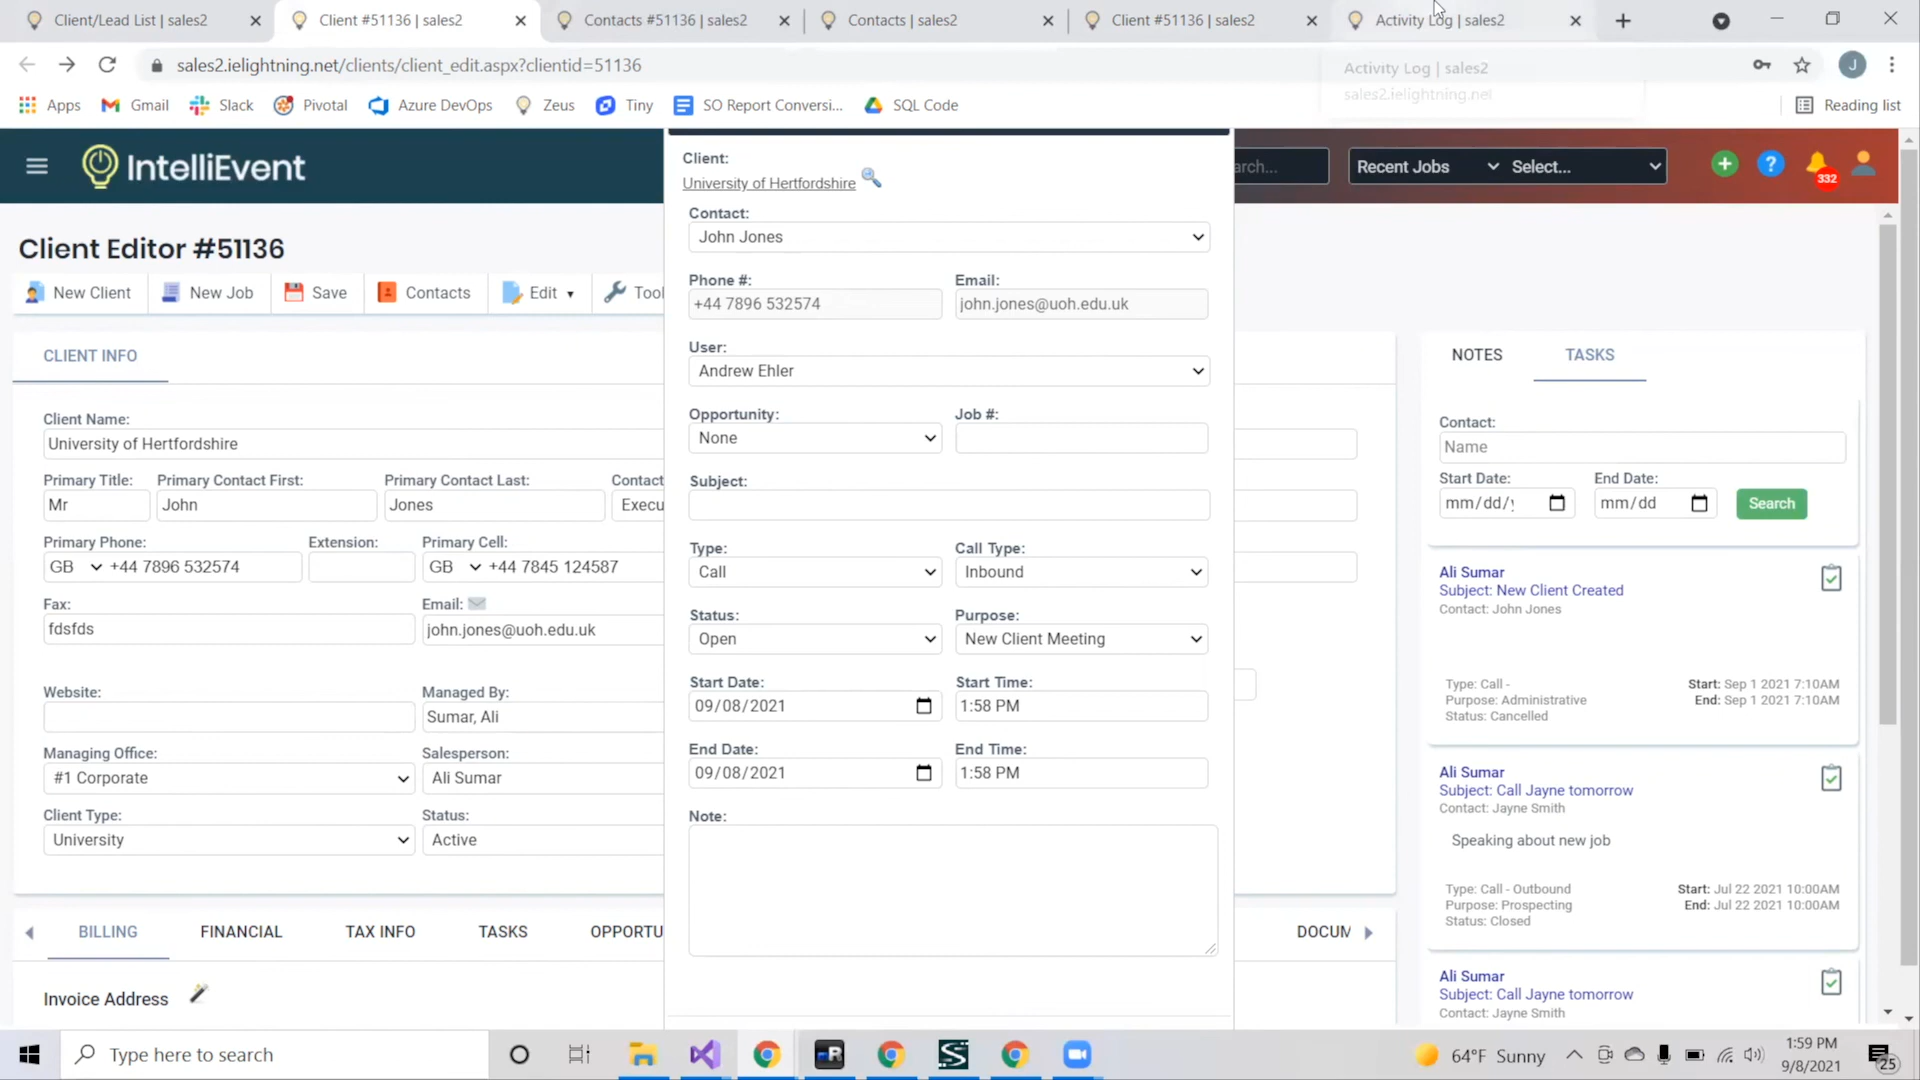 Client/Lead List | sales2
Client #51136 | sales2
Contacts #51136 | sales2
Contacts | sales2
Client #51136 | sales2
Activity Log | sales2
sales2.ielightning.net/clients/client_edit.aspx?clientid=51136
Activity Log | sales2
sales2.ielightning.net
J
Apps
Gmail
Slack
Pivotal
Azure DevOps
Zeus
Tiny
SO Report Conversi...
SQL Code
Reading list
IntelliEvent
arch...
Recent Jobs
Select...
332
Client Editor #51136
New Client
New Job
Save
Contacts
Edit
Tool
CLIENT INFO
Client Name:
University of Hertfordshire
Primary Title:
Primary Contact First:
Primary Contact Last:
Contact
Mr
John
Jones
Execu
Primary Phone:
Extension:
Primary Cell:
GB
+44 7896 532574
GB
+44 7845 124587
Fax:
Email:
fdsfds
john.jones@uoh.edu.uk
Website:
Managed By:
Sumar, Ali
Managing Office:
Salesperson:
#1 Corporate
Ali Sumar
Client Type:
Status:
University
Active
BILLING
FINANCIAL
TAX INFO
TASKS
OPPORTU
DOCUM
Invoice Address
Client:
University of Hertfordshire
Contact:
John Jones
Phone #:
Email:
+44 7896 532574
john.jones@uoh.edu.uk
User:
Andrew Ehler
Opportunity:
Job #:
None
Subject:
Type:
Call Type:
Call
Inbound
Status:
Purpose:
Open
New Client Meeting
Start Date:
Start Time:
09/08/2021
1:58 PM
End Date:
End Time:
09/08/2021
1:58 PM
Note:
NOTES
TASKS
Contact:
Name
Start Date:
End Date:
mm/dd/y
mm/dd
Search
Ali Sumar
Subject: New Client Created
Contact: John Jones
Type: Call -
Start: Sep 1 2021 7:10AM
Purpose: Administrative
End: Sep 1 2021 7:10AM
Status: Cancelled
Ali Sumar
Subject: Call Jayne tomorrow
Contact: Jayne Smith
Speaking about new job
Type: Call - Outbound
Start: Jul 22 2021 10:00AM
Purpose: Prospecting
End: Jul 22 2021 10:00AM
Status: Closed
Ali Sumar
Subject: Call Jayne tomorrow
Contact: Jayne Smith
Type here to search
64°F Sunny
1:59 PM
9/8/2021
25